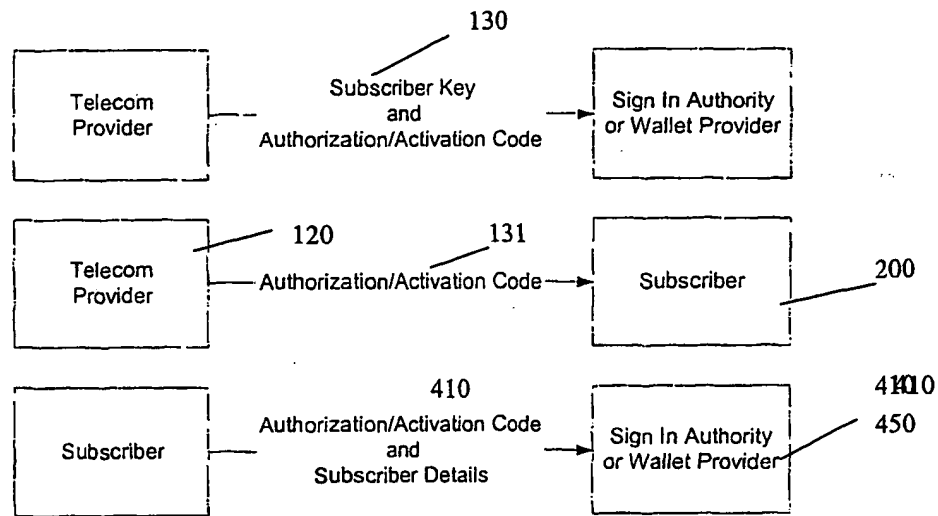 130
Telecom
Provider
Subscriber Key
and
Authorization/Activation Code
Sign In Authority
or Wallet Provider
120
131
Telecom
Provider
Authorization/Activation Code
Subscriber
200
410
410
410
Subscriber
Authorization/Activation Code
and
Subscriber Details
Sign In Authority
or Wallet Provider
450